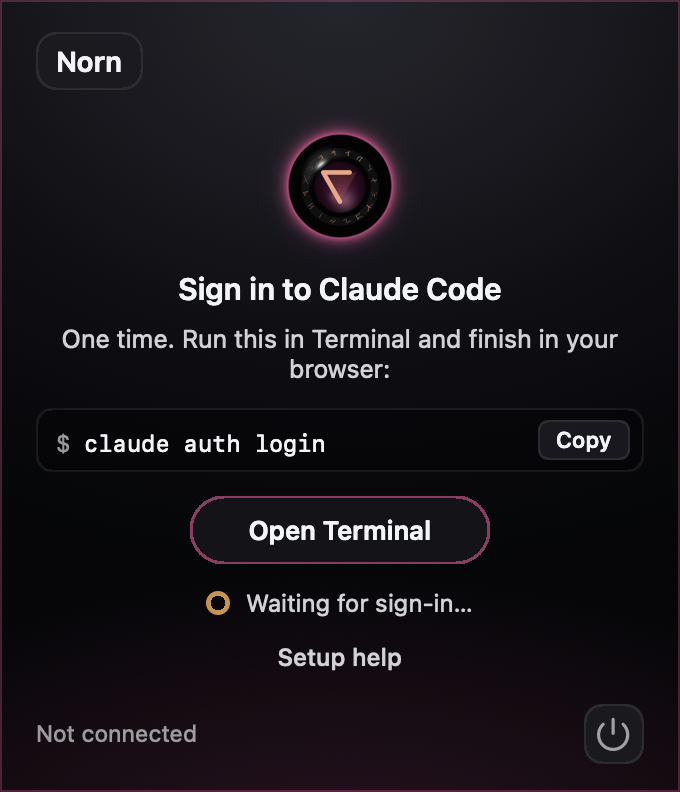 Norn
Sign in to Claude Code
One time. Run this in Terminal and finish in your
browser:
$ claude auth login
Copy
Open Terminal
Waiting for sign-in...
Setup help
Not connected